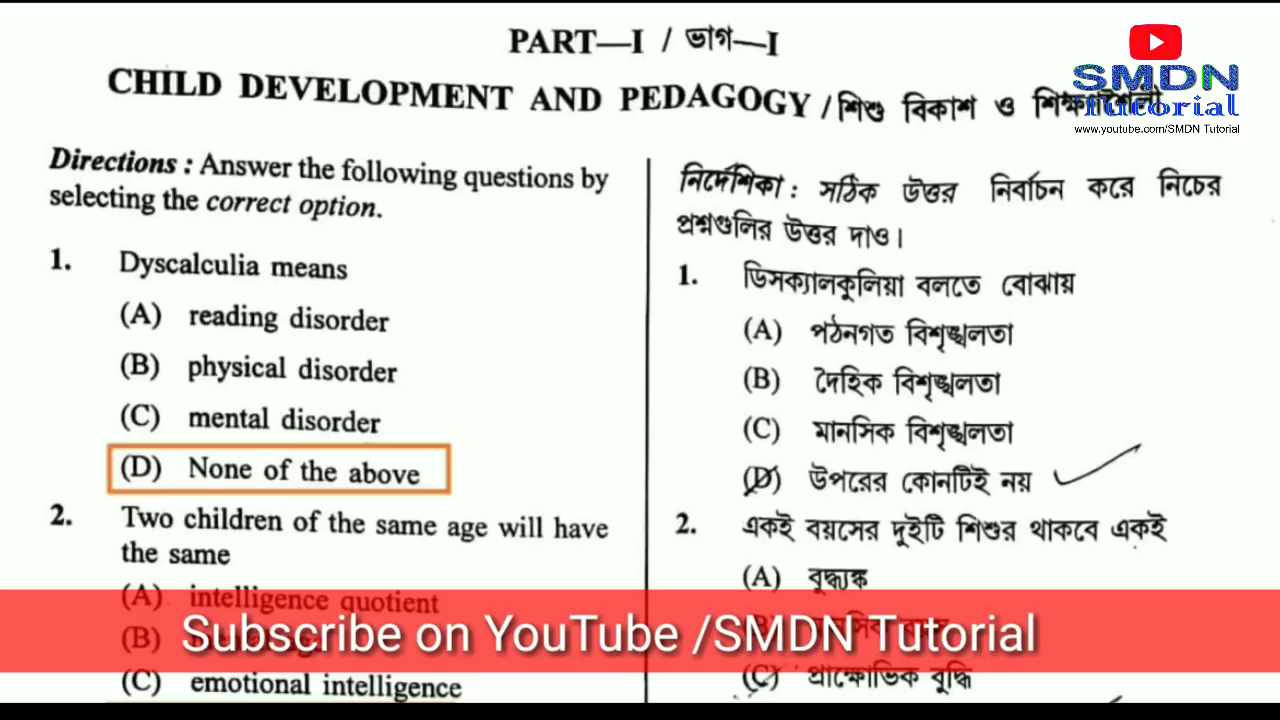 PART—I / ভাগ—I
SMDN
Tutorial
www.youtube.com/SMDN Tutorial
CHILD DEVELOPMENT AND PEDAGOGY / শিশু বিকাশ ও
Directions : Answer the following questions by
selecting the correct option.
1. Dyscalculia means
(A) reading disorder
(B) physical disorder
(C) mental disorder
(D) None of the above
2. Two children of the same age will have
the same
(A) intelligence quotient
(B)
(C) emotional intelligence
নির্দেশিকা : সঠিক উত্তর নির্বাচন করে নিচের
প্রশ্নগুলির উত্তর দাও।
1. ডিসক্যালকুলিয়া বলতে বোঝায়
(A) পঠনগত বিশৃঙ্খলতা
(B) দৈহিক বিশৃঙ্খলতা
(C) মানসিক বিশৃঙ্খলতা
(D) উপরের কোনটিই নয়
2. একই বয়সের দুইটি শিশুর থাকবে একই
(A) বুদ্ধ্যঙ্ক
(B)
(C) প্রাক্ষোভিক বুদ্ধি
Subscribe on YouTube /SMDN Tutorial